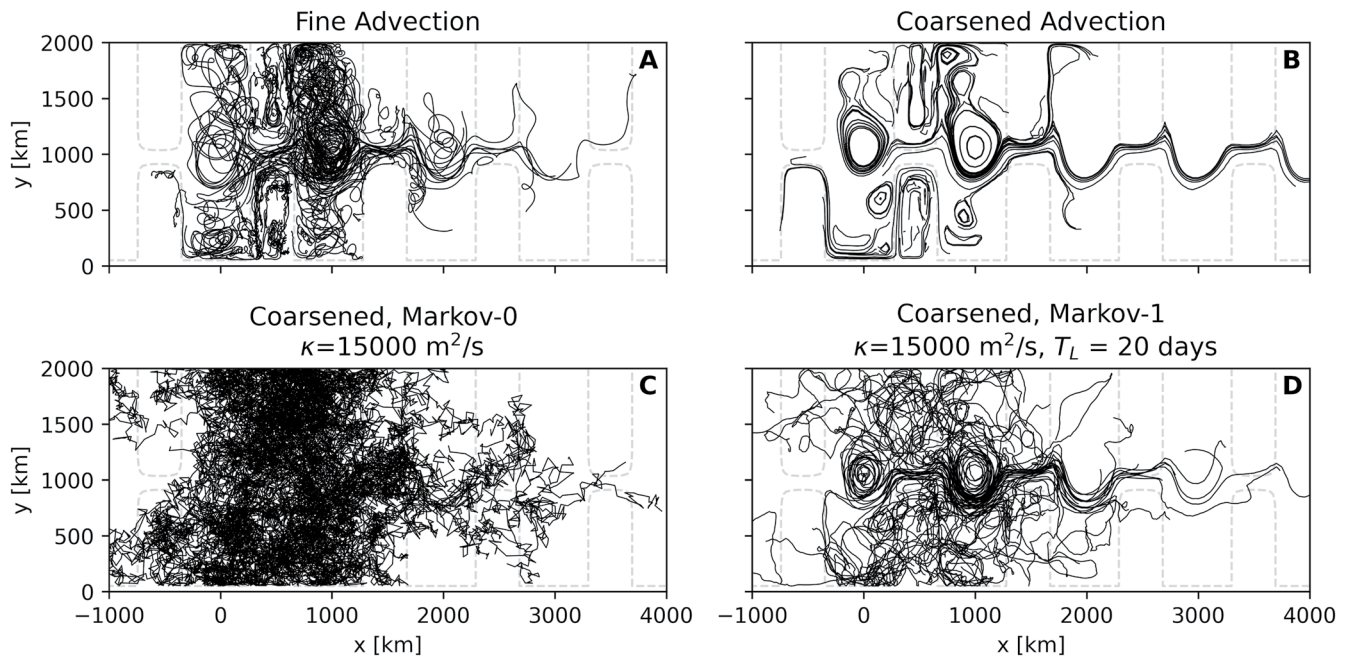 Fine Advection
Coarsened Advection
A
B
2000
1500
1000
500
0
y [km]
Coarsened, Markov-0
κ=15000 m²/s
Coarsened, Markov-1
κ=15000 m²/s, T_L = 20 days
C
D
2000
1500
1000
500
0
y [km]
−1000 0 1000 2000 3000 4000
−1000 0 1000 2000 3000 4000
x [km]
x [km]